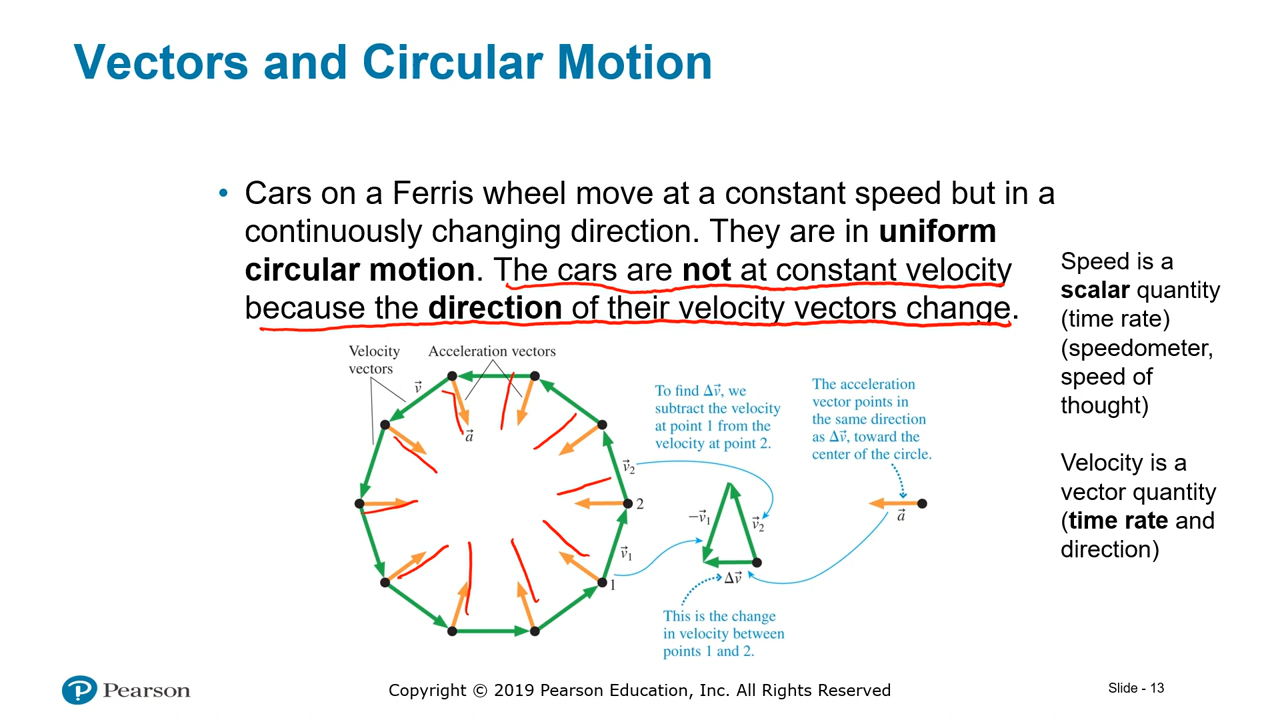 Vectors and Circular Motion
• Cars on a Ferris wheel move at a constant speed but in a
continuously changing direction. They are in uniform
circular motion. The cars are not at constant velocity
because the direction of their velocity vectors change.
Speed is a
scalar quantity
(time rate)
(speedometer,
speed of
thought)
Velocity is a
vector quantity
(time rate and
direction)
Velocity
vectors
Acceleration vectors
v⃗
a⃗
v⃗₂
2
v⃗₁
1
To find Δv⃗, we
subtract the velocity
at point 1 from the
velocity at point 2.
−v⃗₁
v⃗₂
Δv⃗
This is the change
in velocity between
points 1 and 2.
The acceleration
vector points in
the same direction
as Δv⃗, toward the
center of the circle.
a⃗
Pearson
Copyright © 2019 Pearson Education, Inc. All Rights Reserved
Slide - 13